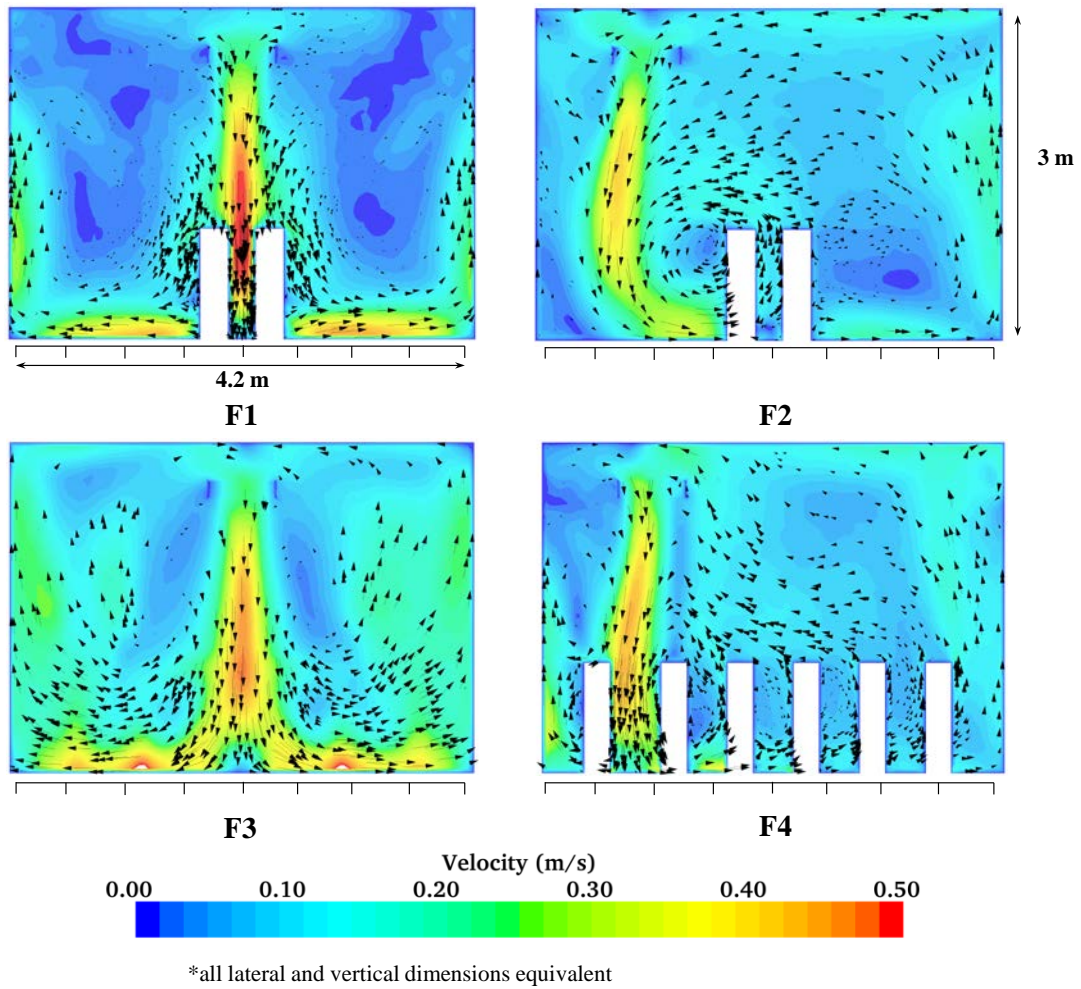 3 m
4.2 m
F1
F2
F3
F4
Velocity (m/s)
0.00 0.10 0.20 0.30 0.40 0.50
*all lateral and vertical dimensions equivalent